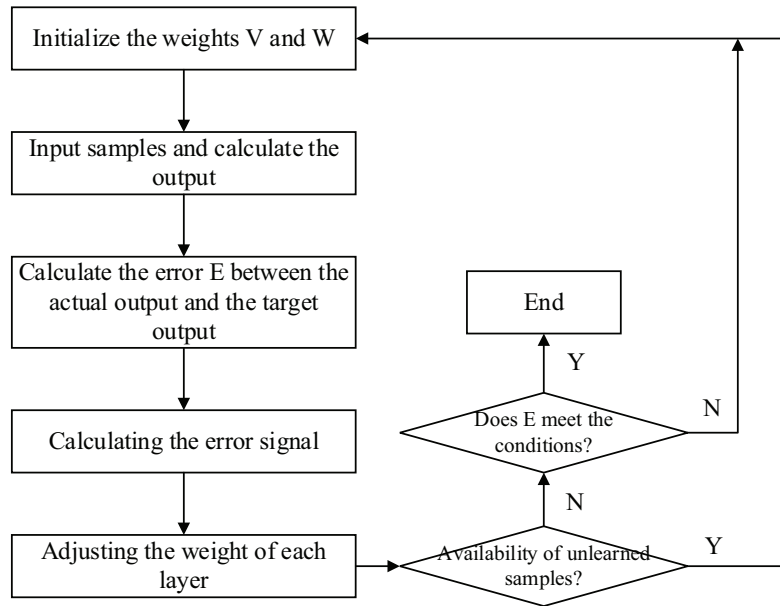 Initialize the weights V and W
Input samples and calculate the
output
Calculate the error E between the
actual output and the target
output
Calculating the error signal
Adjusting the weight of each
layer
End
Y
Does E meet the
conditions?
N
N
Availability of unlearned
samples?
Y